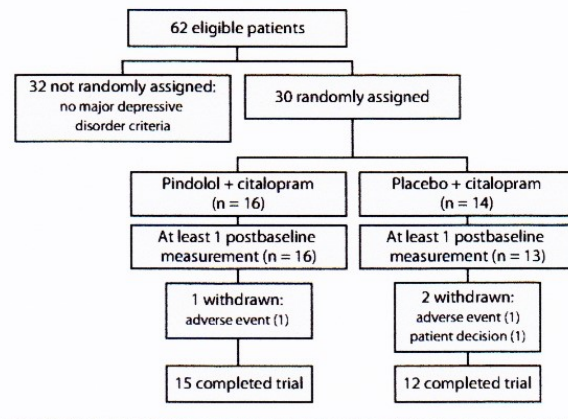 62 eligible patients
32 not randomly assigned:
no major depressive
disorder criteria
30 randomly assigned
Pindolol + citalopram
(n = 16)
Placebo + citalopram
(n = 14)
At least 1 postbaseline
measurement (n = 16)
At least 1 postbaseline
measurement (n = 13)
1 withdrawn:
adverse event (1)
2 withdrawn:
adverse event (1)
patient decision (1)
15 completed trial
12 completed trial